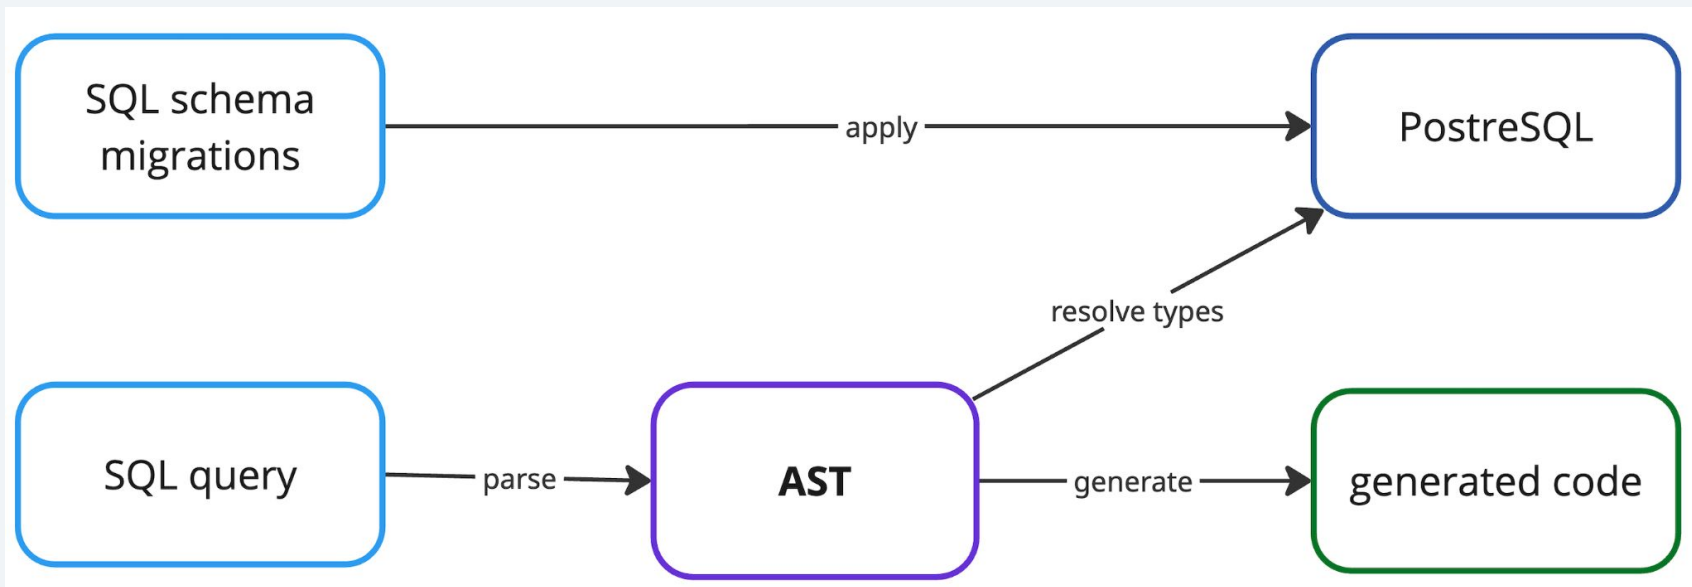 SQL schema
migrations
apply
PostreSQL
resolve types
SQL query
parse
AST
generate
generated code